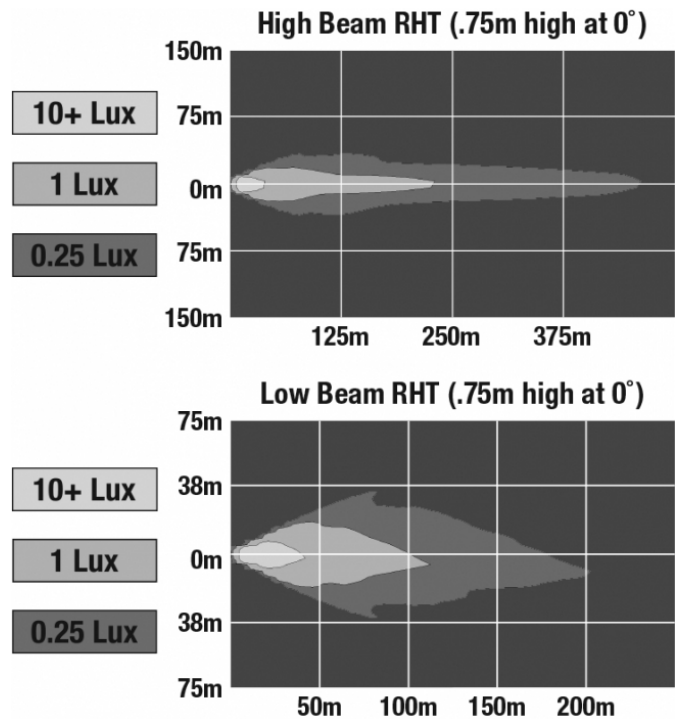 High Beam RHT (.75m high at 0°)
150m
10+ Lux
75m
1 Lux
0m
0.25 Lux
75m
150m
125m 250m 375m
Low Beam RHT (.75m high at 0°)
75m
10+ Lux
38m
1 Lux
0m
0.25 Lux
38m
75m
50m 100m 150m 200m